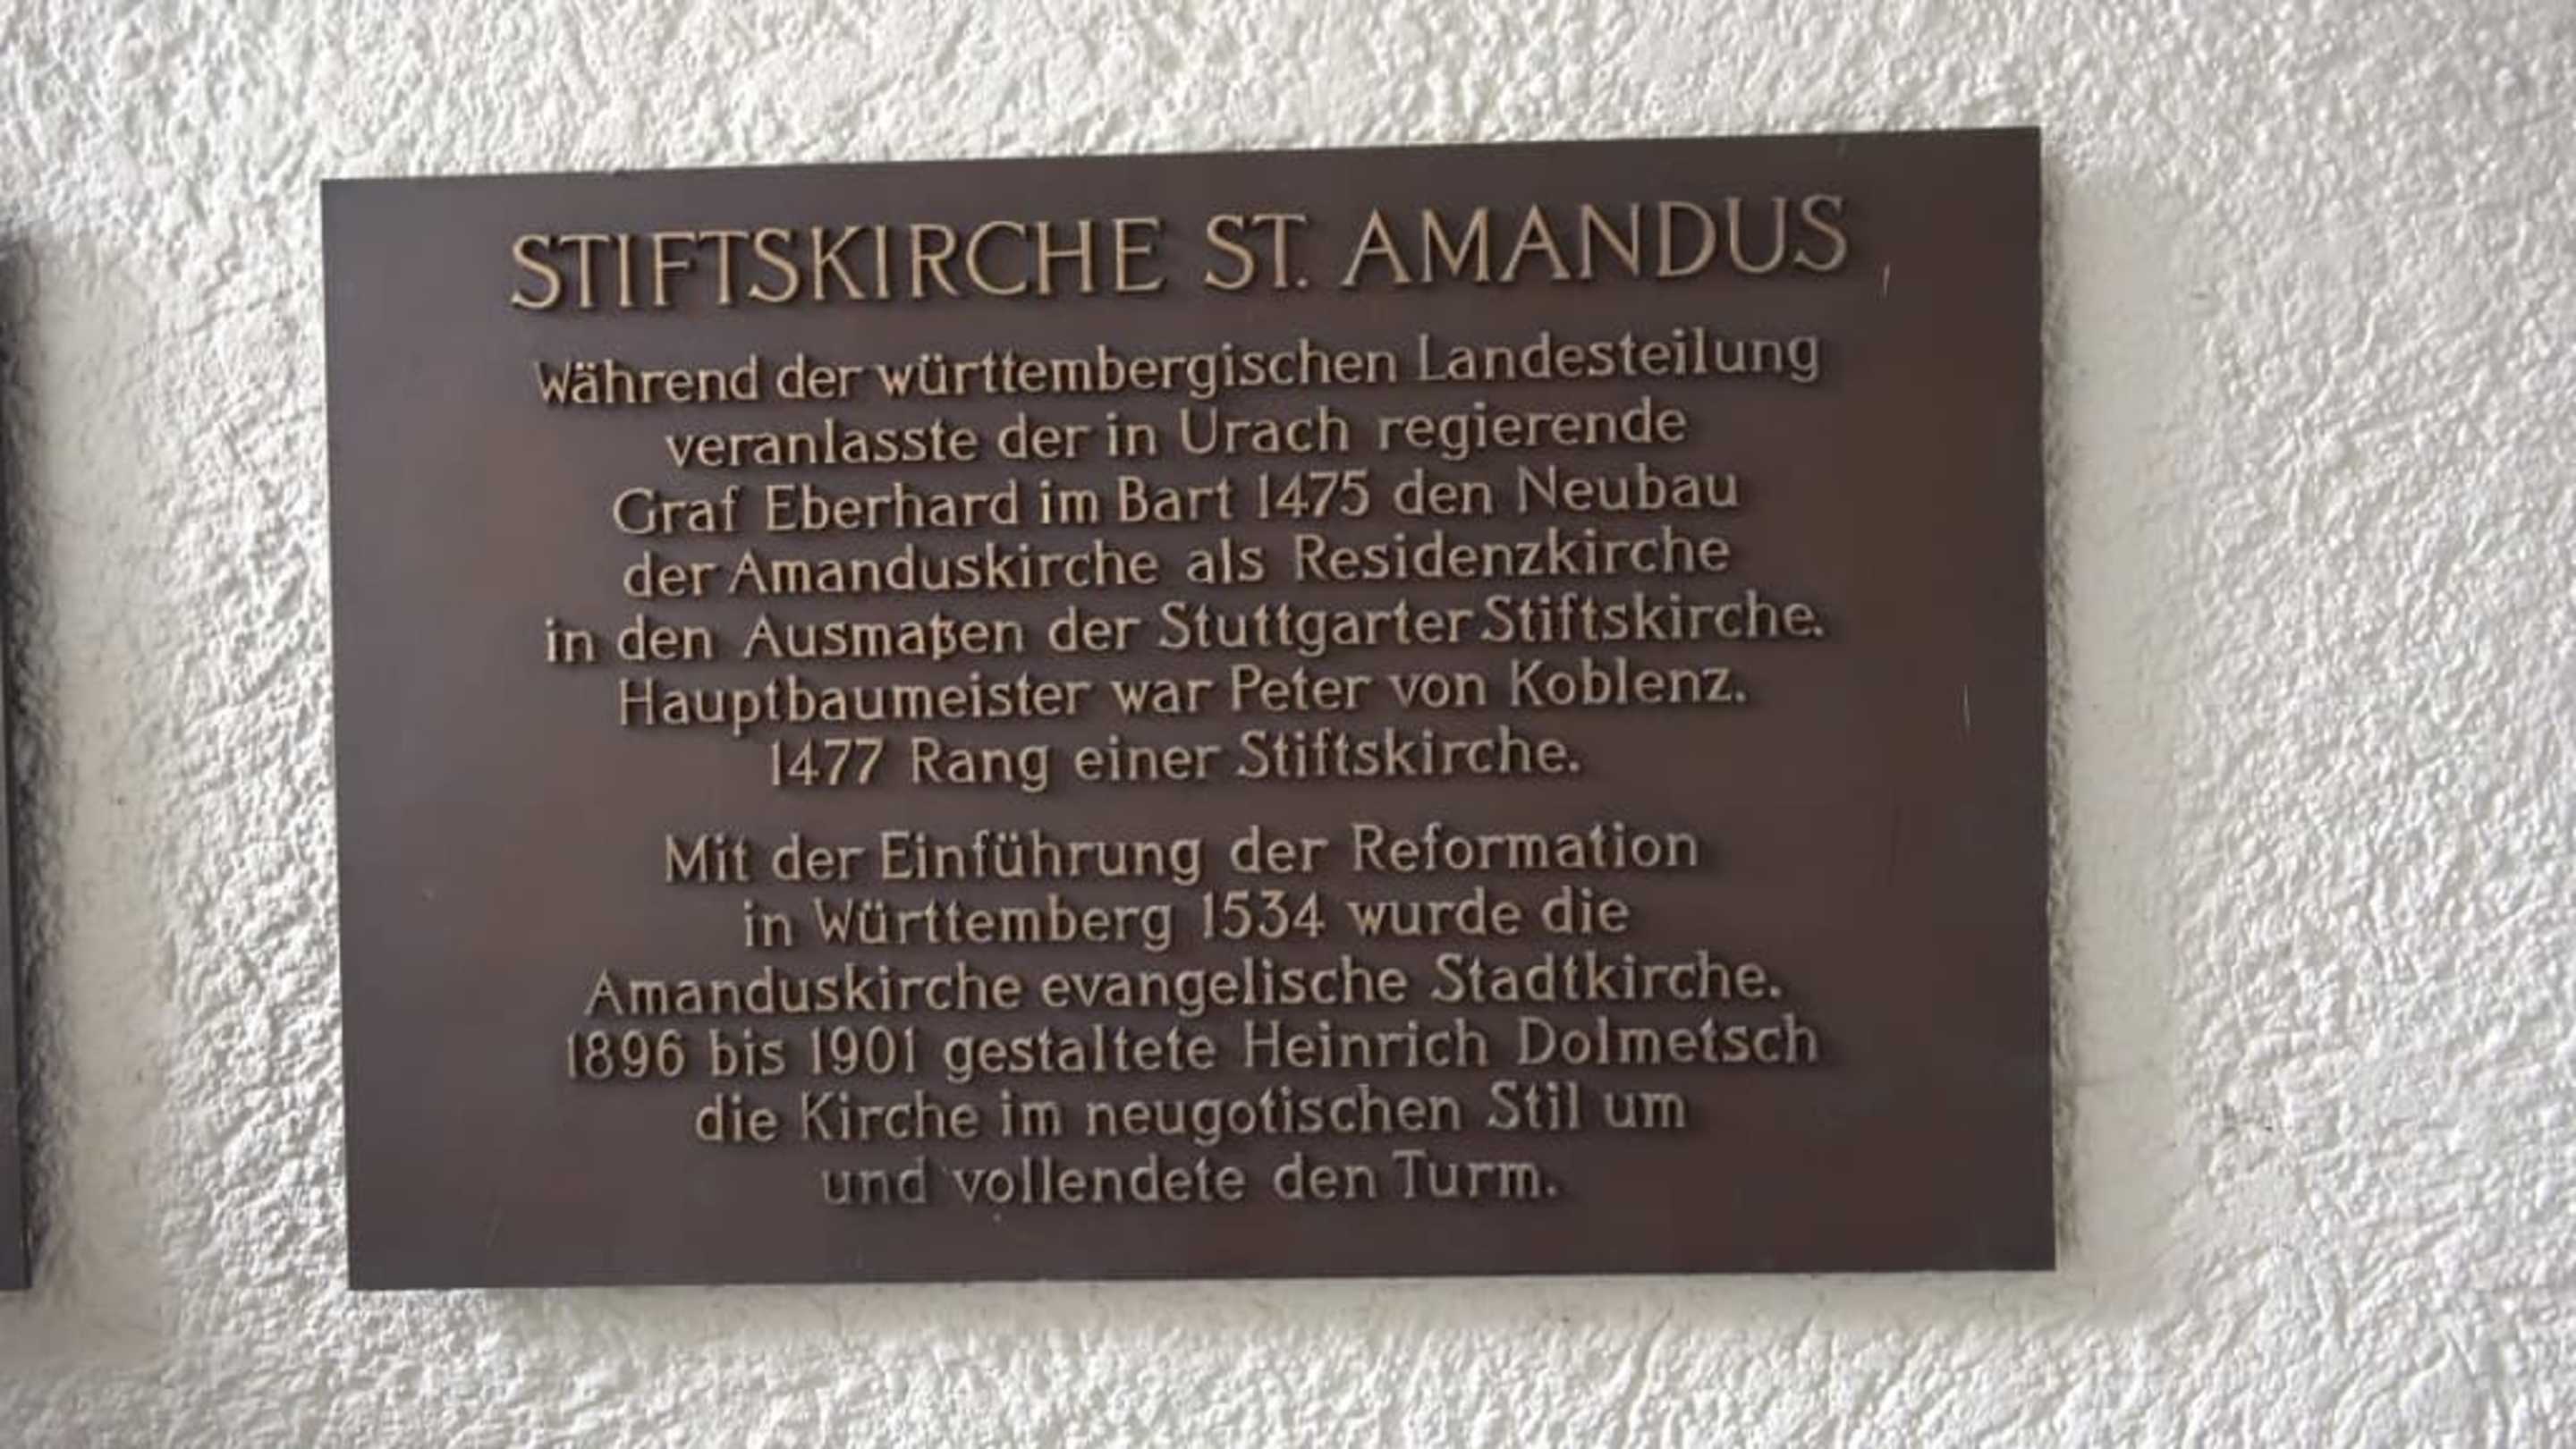 STIFTSKIRCHE ST. AMANDUS
Während der württembergischen Landesteilung
veranlasste der in Urach regierende
Graf Eberhard im Bart 1475 den Neubau
der Amanduskirche als Residenzkirche
in den Ausmaßen der Stuttgarter Stiftskirche.
Hauptbaumeister war Peter von Koblenz.
1477 Rang einer Stiftskirche.
Mit der Einführung der Reformation
in Württemberg 1534 wurde die
Amanduskirche evangelische Stadtkirche.
1896 bis 1901 gestaltete Heinrich Dolmetsch
die Kirche im neugotischen Stil um
und vollendete den Turm.